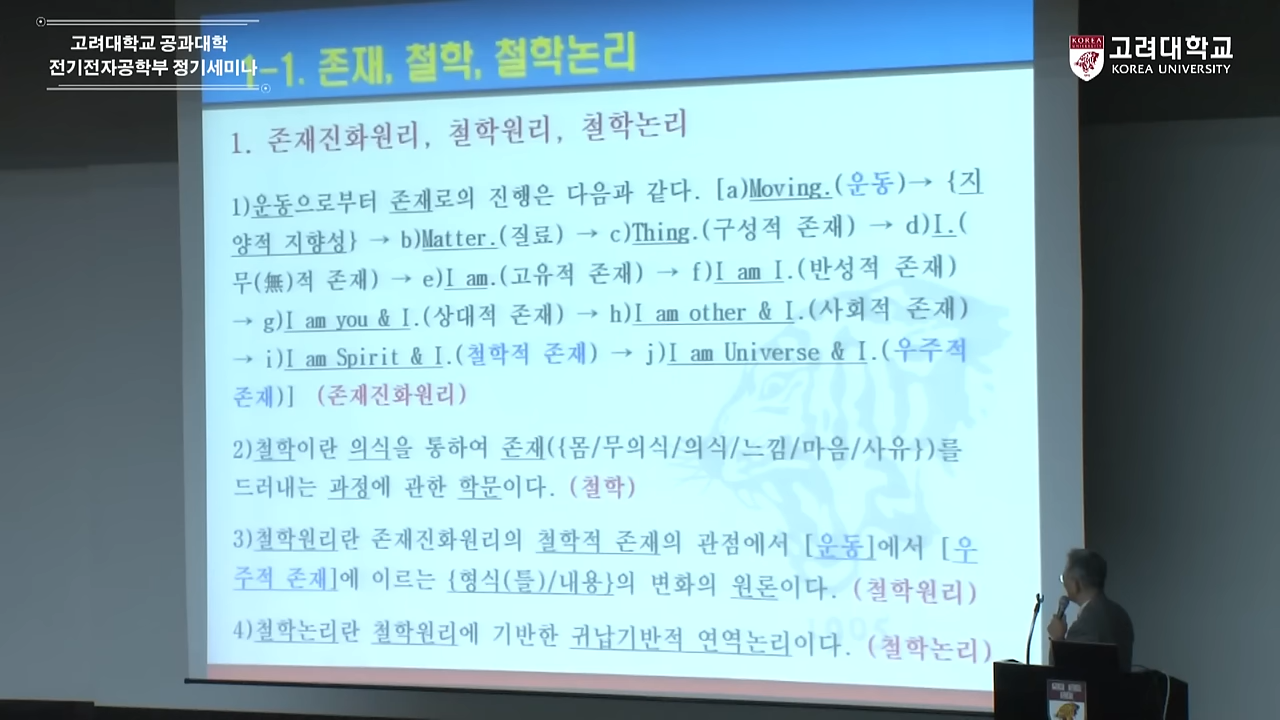 고려대학교 공과대학
전기전자공학부 정기세미나
고려대학교
KOREA UNIVERSITY
-1. 존재, 철학, 철학논리
1. 존재진화원리, 철학원리, 철학논리
1)운동으로부터 존재로의 진행은 다음과 같다. [a)Moving.(운동)→ {지
양적 지향성} → b)Matter.(질료) → c)Thing.(구성적 존재) → d)I.(
무(無)적 존재) → e)I am.(고유적 존재) → f)I am I.(반성적 존재)
→ g)I am you & I.(상대적 존재) → h)I am other & I.(사회적 존재)
→ i)I am Spirit & I.(철학적 존재) → j)I am Universe & I.(우주적
존재)] (존재진화원리)
2)철학이란 의식을 통하여 존재({몸/무의식/의식/느낌/마음/사유})를
드러내는 과정에 관한 학문이다. (철학)
3)철학원리란 존재진화원리의 철학적 존재의 관점에서 [운동]에서 [우
주적 존재]에 이르는 {형식(틀)/내용}의 변화의 원론이다. (철학원리)
4)철학논리란 철학원리에 기반한 귀납기반적 연역논리이다. (철학논리)
1905